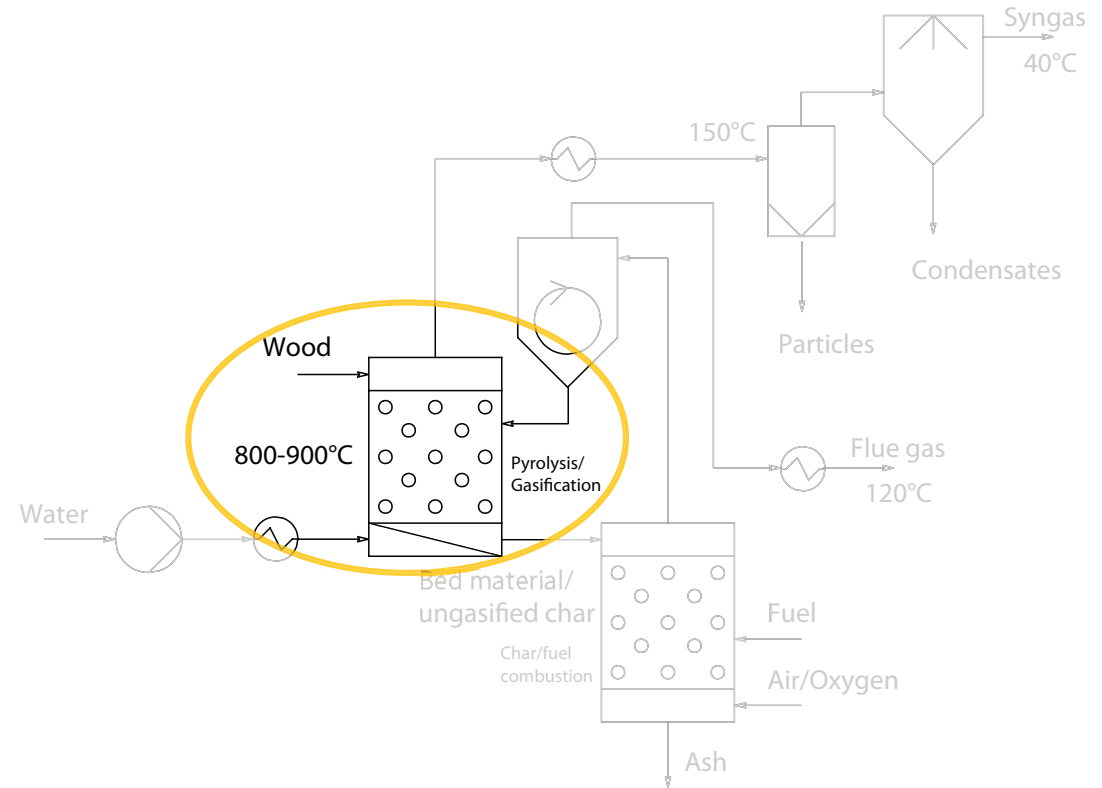 Syngas
40°C
150°C
Condensates
Particles
Wood
800-900°C
Pyrolysis/
Gasification
Flue gas
120°C
Water
Bed material/
ungasified char
Char/fuel
combustion
Fuel
Air/Oxygen
Ash